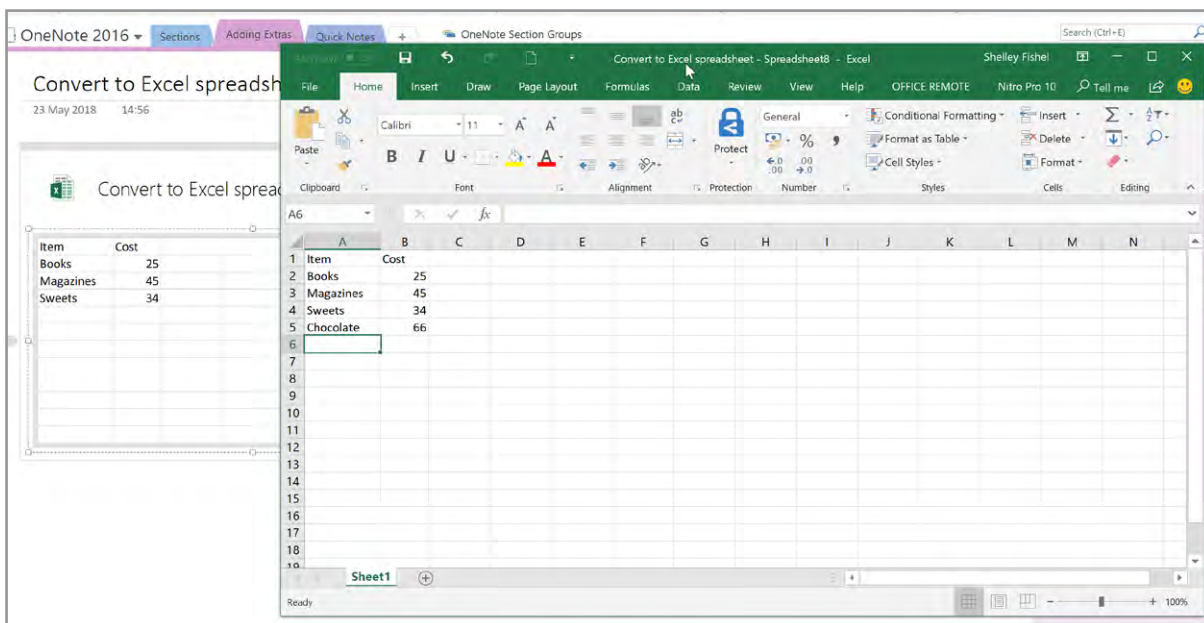 OneNote 2016
Sections
Adding Extras
Quick Notes
+
OneNote Section Groups
Search (Ctrl+E)
Convert to Excel spreadsh
23 May 2018 14:56
Convert to Excel sprea
Item Cost
Books 25
Magazines 45
Sweets 34
Convert to Excel spreadsheet - Spreadsheet8 - Excel
Shelley Fishel
File Home Insert Draw Page Layout Formulas Data Review View Help OFFICE REMOTE Nitro Pro 10 Tell me
Paste
Clipboard
Calibri 11 A A
B I U A
Font
ab
Alignment
Protect
Protection
General
%
Number
Conditional Formatting
Format as Table
Cell Styles
Styles
Insert
Delete
Format
Cells
Editing
A6 fx
A B C D E F G H I J K L M N
1 Item Cost
2 Books 25
3 Magazines 45
4 Sweets 34
5 Chocolate 66
6
7
8
9
10
11
12
13
14
15
16
17
18
19
Sheet1
Ready
- + 100%